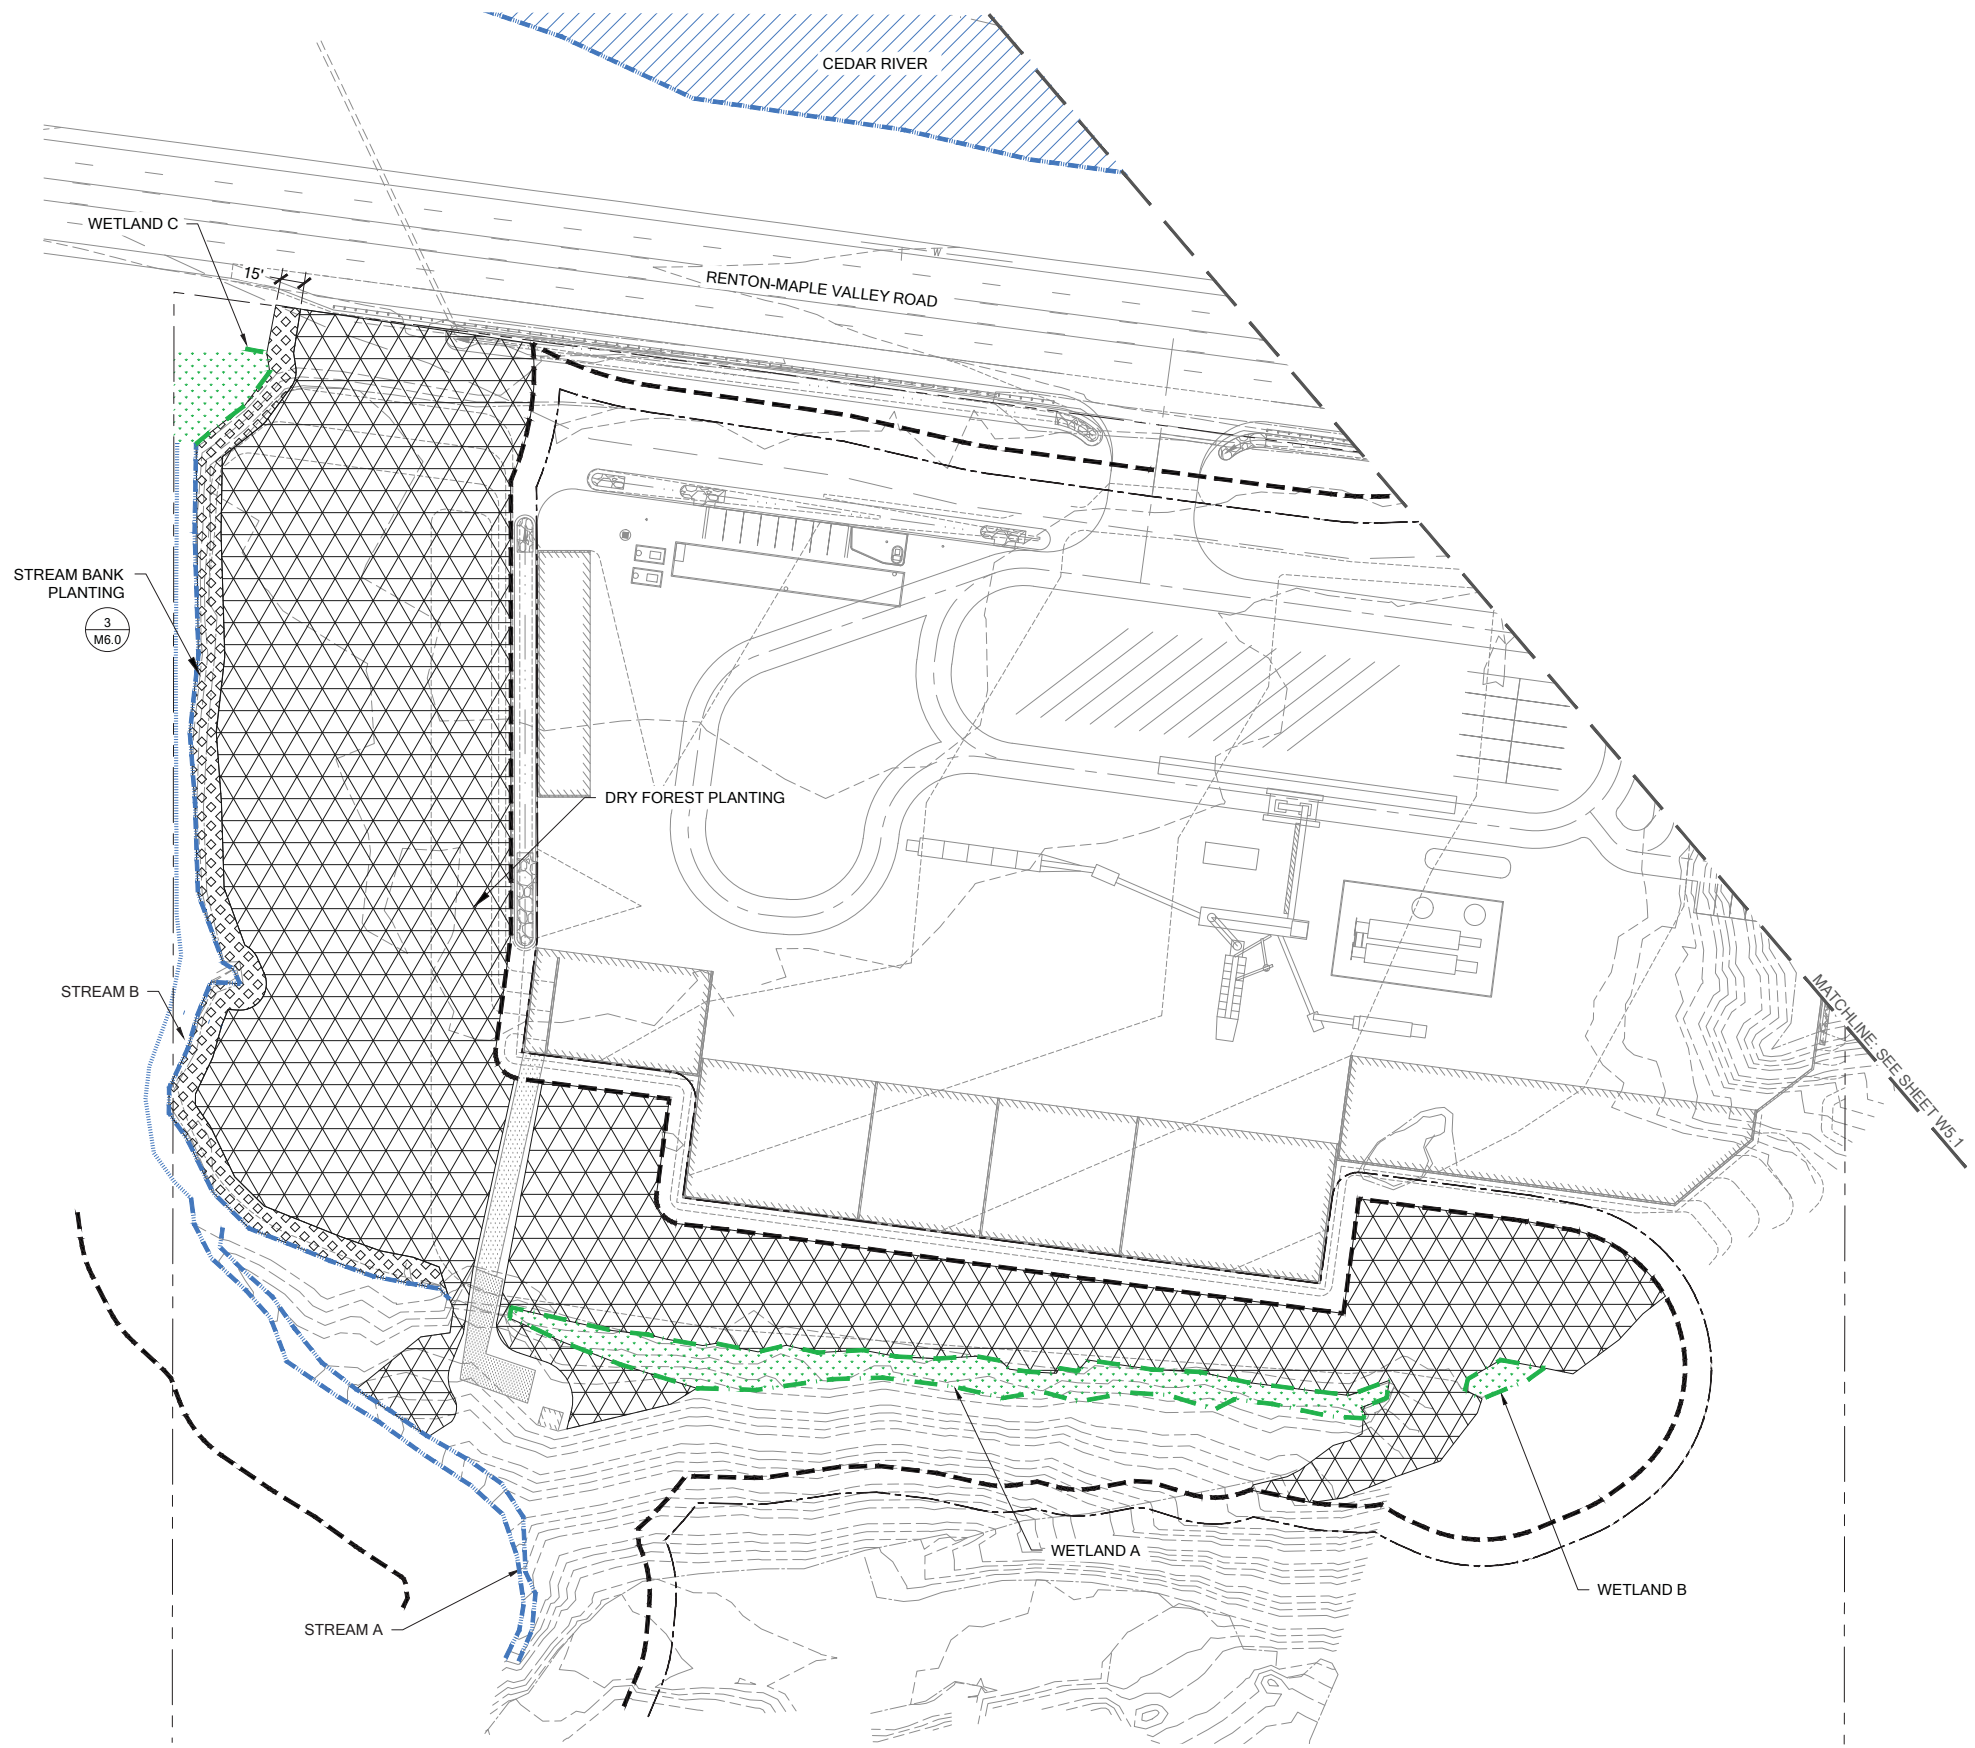 CEDAR RIVER
WETLAND C
W
15'
RENTON-MAPLE VALLEY ROAD
STREAM BANK
PLANTING
3
M6.0
DRY FOREST PLANTING
STREAM B
MATCHLINE: SEE SHEET W5.1
WETLAND A
WETLAND B
STREAM A